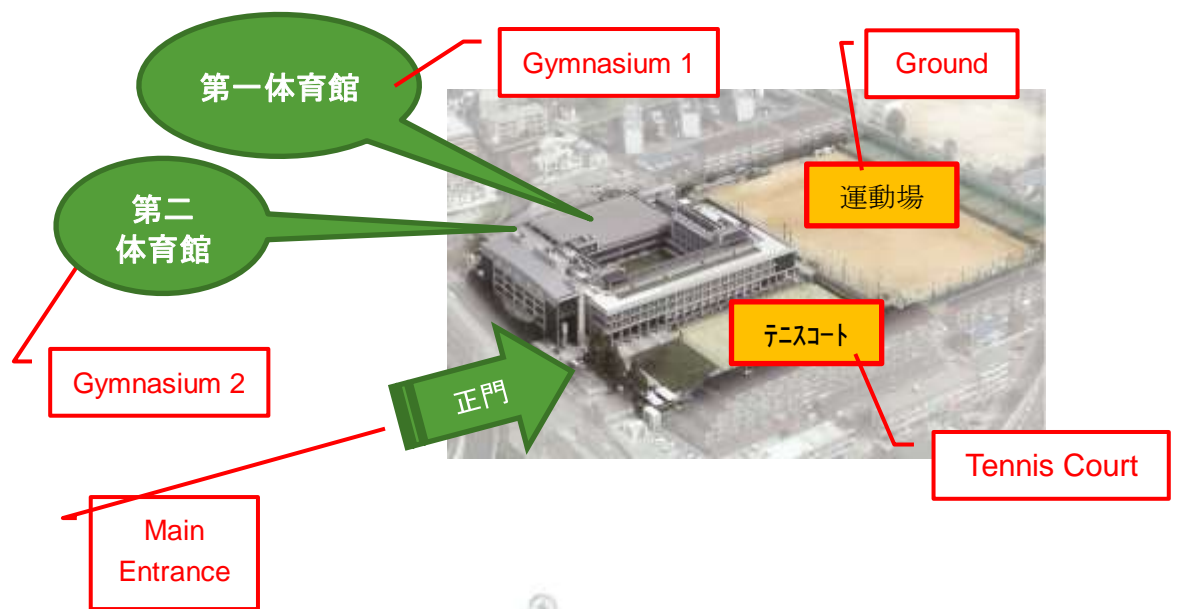 第一体育館
Gymnasium 1
Ground
運動場
第二
体育館
Gymnasium 2
テニスコート
正門
Tennis Court
Main
Entrance